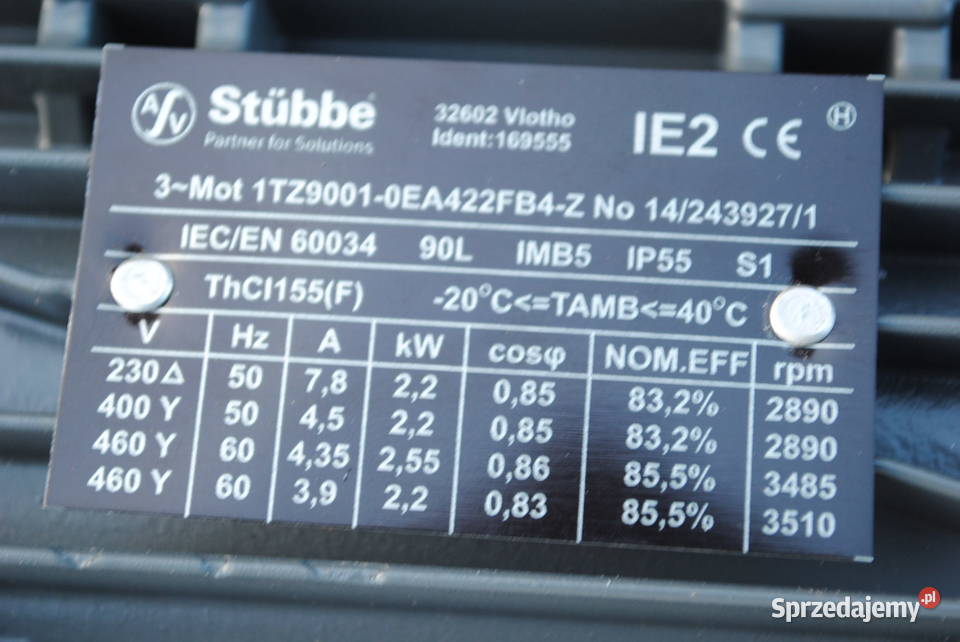 ASV Stübbe 32602 Vlotho IE2 CE H
Partner for Solutions Ident:169555
3~Mot 1TZ9001-0EA422FB4-Z No 14/243927/1
IEC/EN 60034 90L IMB5 IP55 S1
ThCl155(F) -20°C<=TAMB<=40°C
V Hz A kW cosφ NOM.EFF rpm
230Δ 50 7,8 2,2 0,85 83,2% 2890
400 Y 50 4,5 2,2 0,85 83,2% 2890
460 Y 60 4,35 2,55 0,86 85,5% 3485
460 Y 60 3,9 2,2 0,83 85,5% 3510
Sprzedajemy.pl